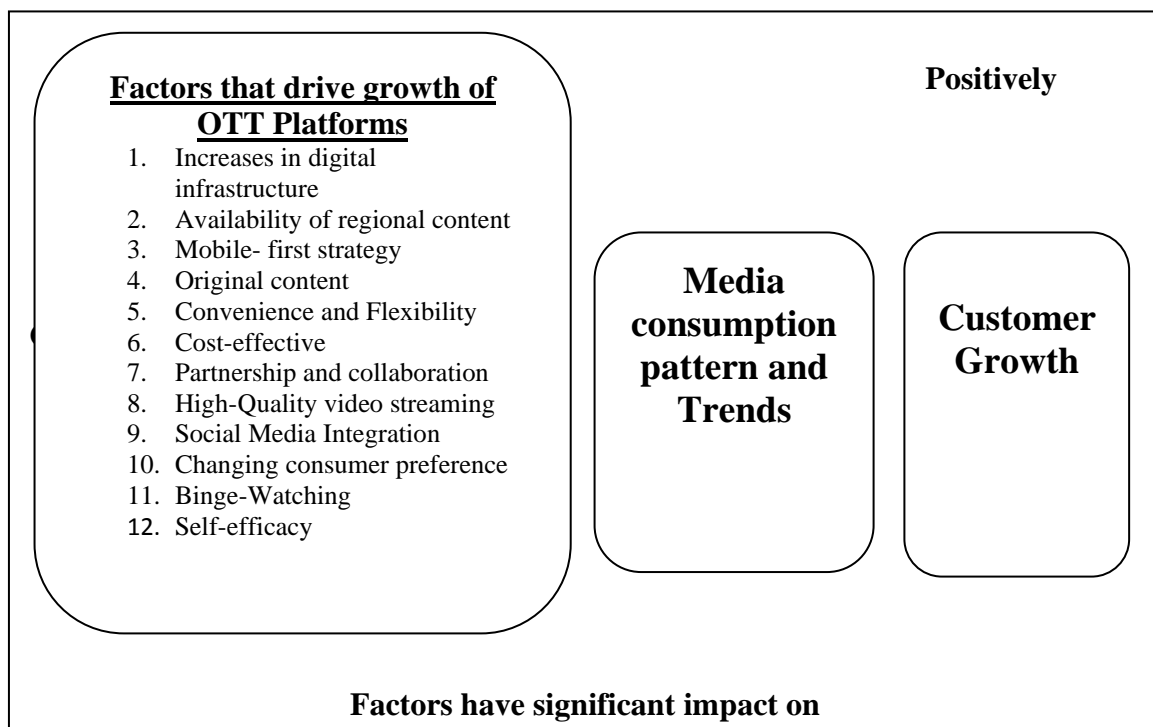 Factors that drive growth of
OTT Platforms
1. Increases in digital
infrastructure
2. Availability of regional content
3. Mobile- first strategy
4. Original content
5. Convenience and Flexibility
6. Cost-effective
7. Partnership and collaboration
8. High-Quality video streaming
9. Social Media Integration
10. Changing consumer preference
11. Binge-Watching
12. Self-efficacy
Positively
Media
consumption
pattern and
Trends
Customer
Growth
Factors have significant impact on